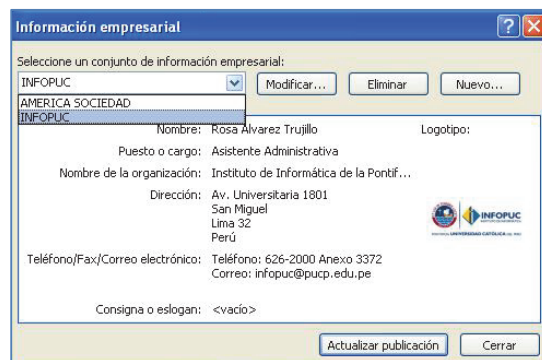 Información empresarial
Seleccione un conjunto de información empresarial:
INFOPUC
Modificar...
Eliminar
Nuevo...
AMERICA SOCIEDAD
INFOPUC
Nombre: Rosa Alvarez Trujillo
Logotipo:
Puesto o cargo: Asistente Administrativa
Nombre de la organización: Instituto de Informática de la Pontif...
Dirección: Av. Universitaria 1801
San Miguel
Lima 32
Perú
INFOPUC
UNIVERSIDAD CATÓLICA
Teléfono/Fax/Correo electrónico: Teléfono: 626-2000 Anexo 3372
Correo: infopuc@pucp.edu.pe
Consigna o eslogan: <vacío>
Actualizar publicación
Cerrar